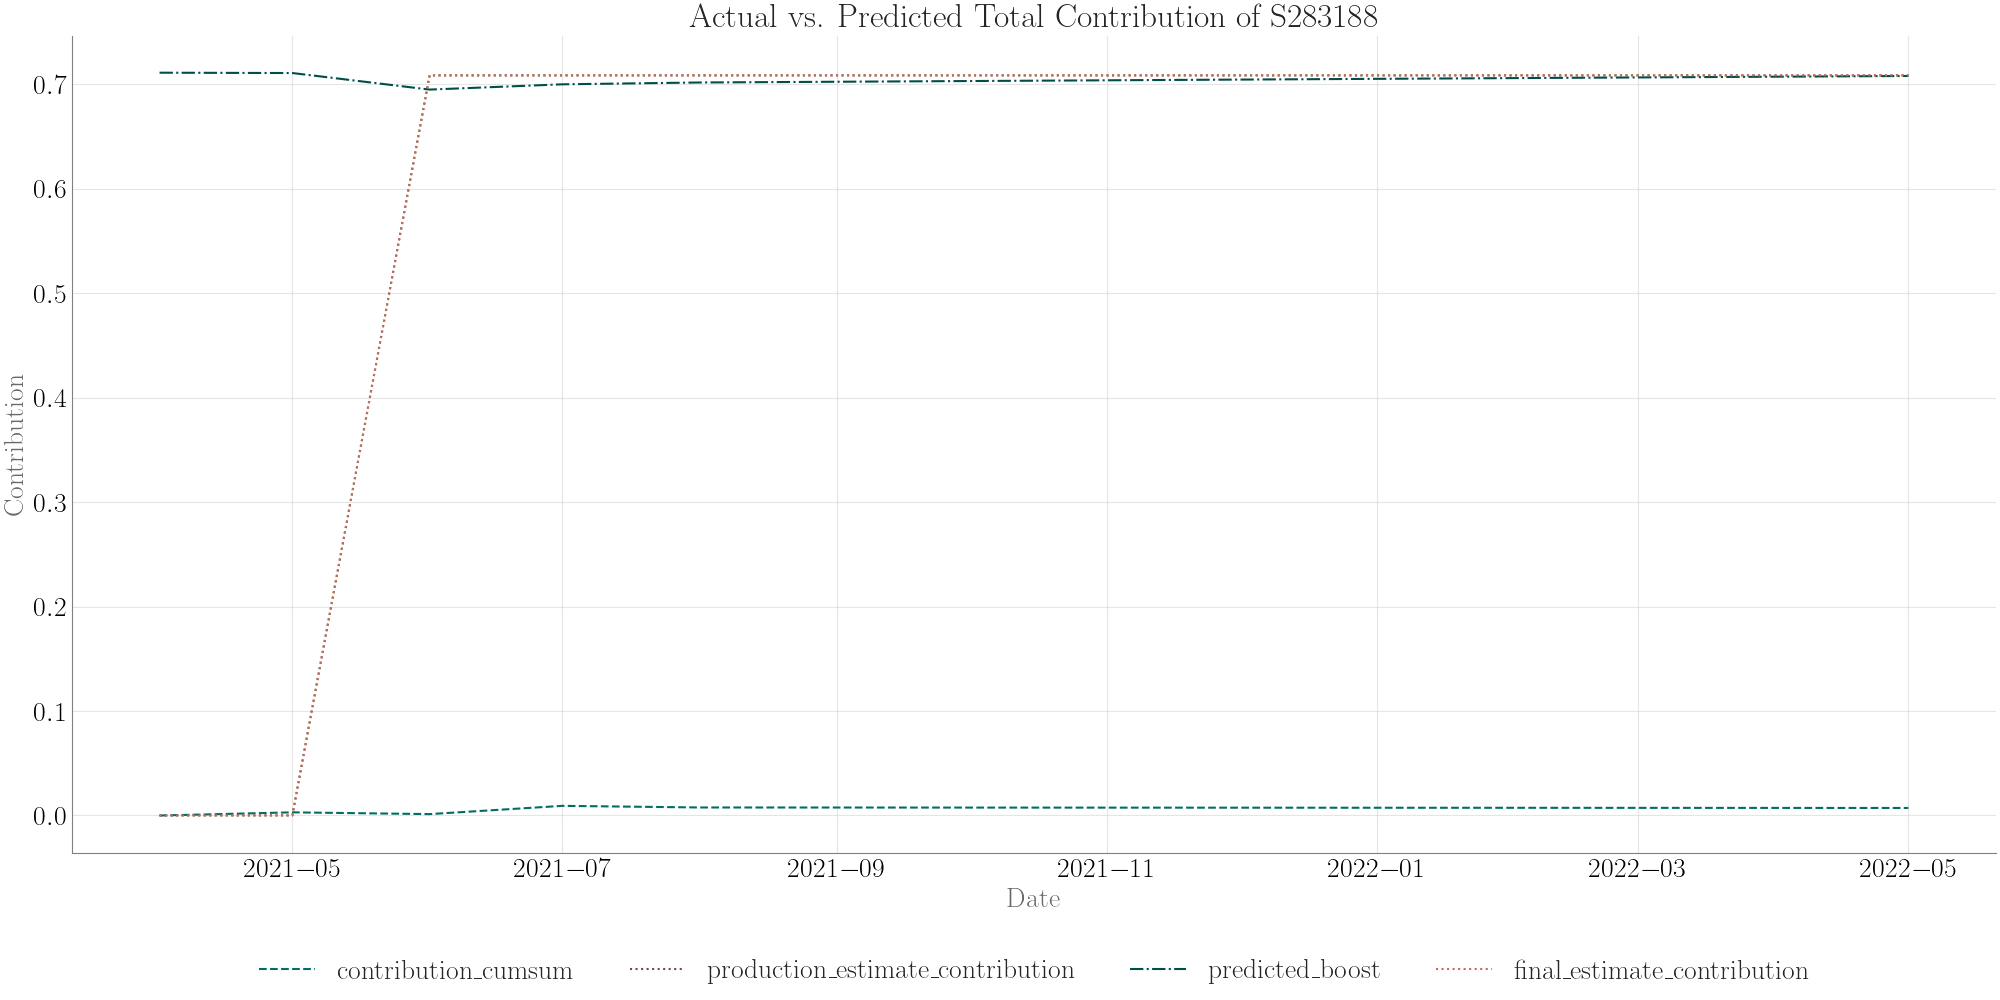 Actual vs. Predicted Total Contribution of S283188
0.7
0.6
0.5
0.4
0.3
0.2
0.1
0.0
Contribution
2021–05 2021–07 2021–09 2021–11 2022–01 2022–03 2022–05
Date
contribution_cumsum production_estimate_contribution predicted_boost final_estimate_contribution